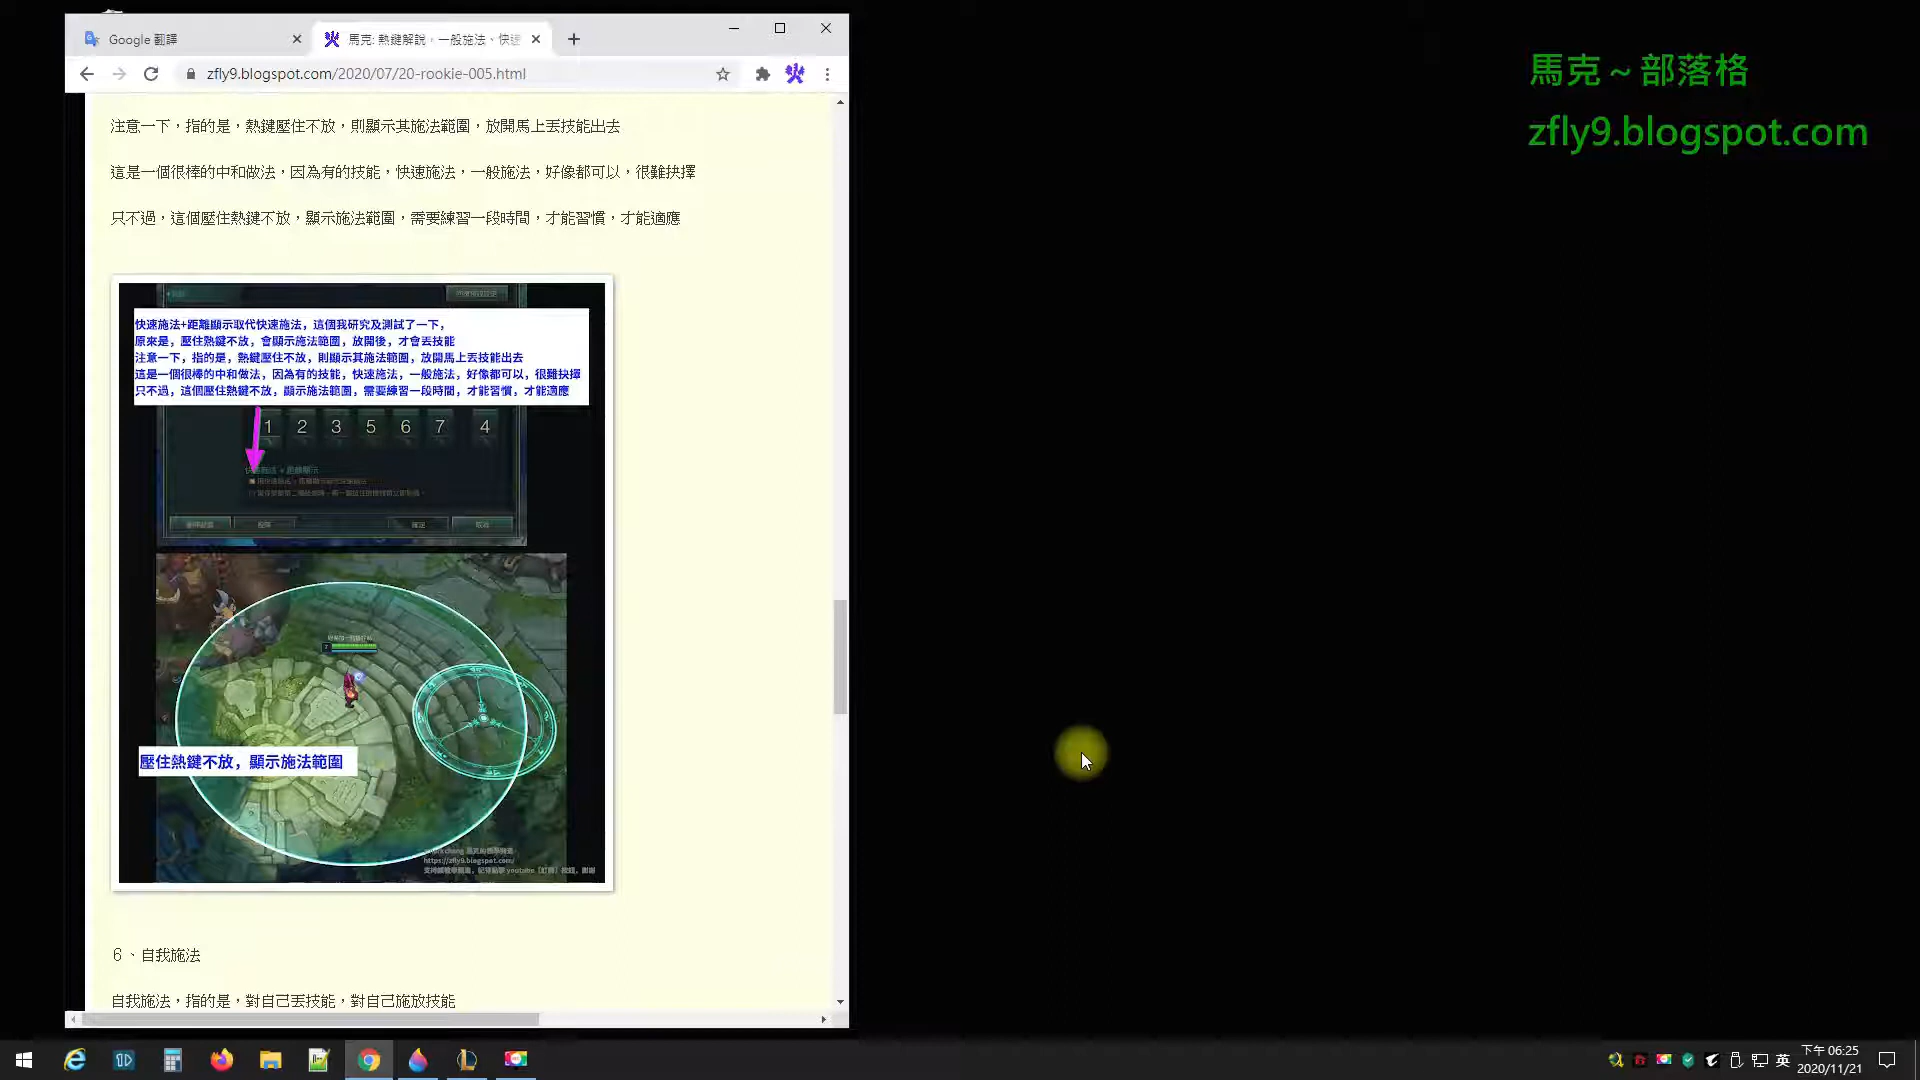 Google 翻譯
馬克: 熱鍵解說，一般施法、快速
zfly9.blogspot.com/2020/07/20-rookie-005.html
馬克～部落格
zfly9.blogspot.com
注意一下，指的是，熱鍵壓住不放，則顯示其施法範圍，放開馬上丟技能出去
這是一個很棒的中和做法，因為有的技能，快速施法，一般施法，好像都可以，很難抉擇
只不過，這個壓住熱鍵不放，顯示施法範圍，需要練習一段時間，才能習慣，才能適應
快速施法+距離顯示取代快速施法，這個我研究及測試了一下，
原來是，壓住熱鍵不放，會顯示施法範圍，放開後，才會丟技能
注意一下，指的是，熱鍵壓住不放，則顯示其施法範圍，放開馬上丟技能出去
這是一個很棒的中和做法，因為有的技能，快速施法，一般施法，好像都可以，很難抉擇
只不過，這個壓住熱鍵不放，顯示施法範圍，需要練習一段時間，才能習慣，才能適應
1 2 3 5 6 7 4
快速施法 + 距離顯示
確定
取消
壓住熱鍵不放，顯示施法範圍
https://zfly9.blogspot.com/
6、自我施法
自我施法，指的是，對自己丟技能，對自己施放技能
英
下午 06:25
2020/11/21